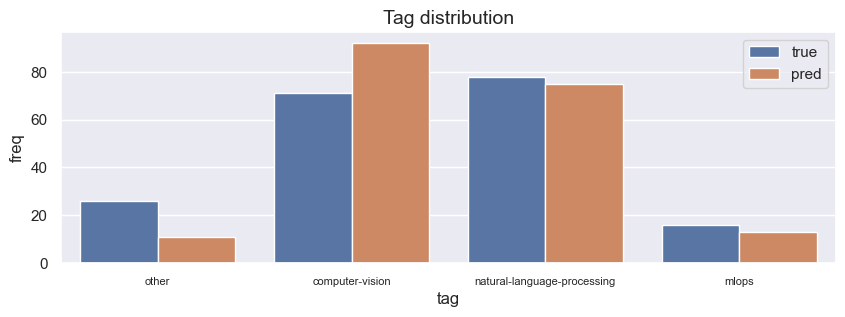 Tag distribution
true
pred
freq
80
60
40
20
0
other computer-vision natural-language-processing mlops
tag